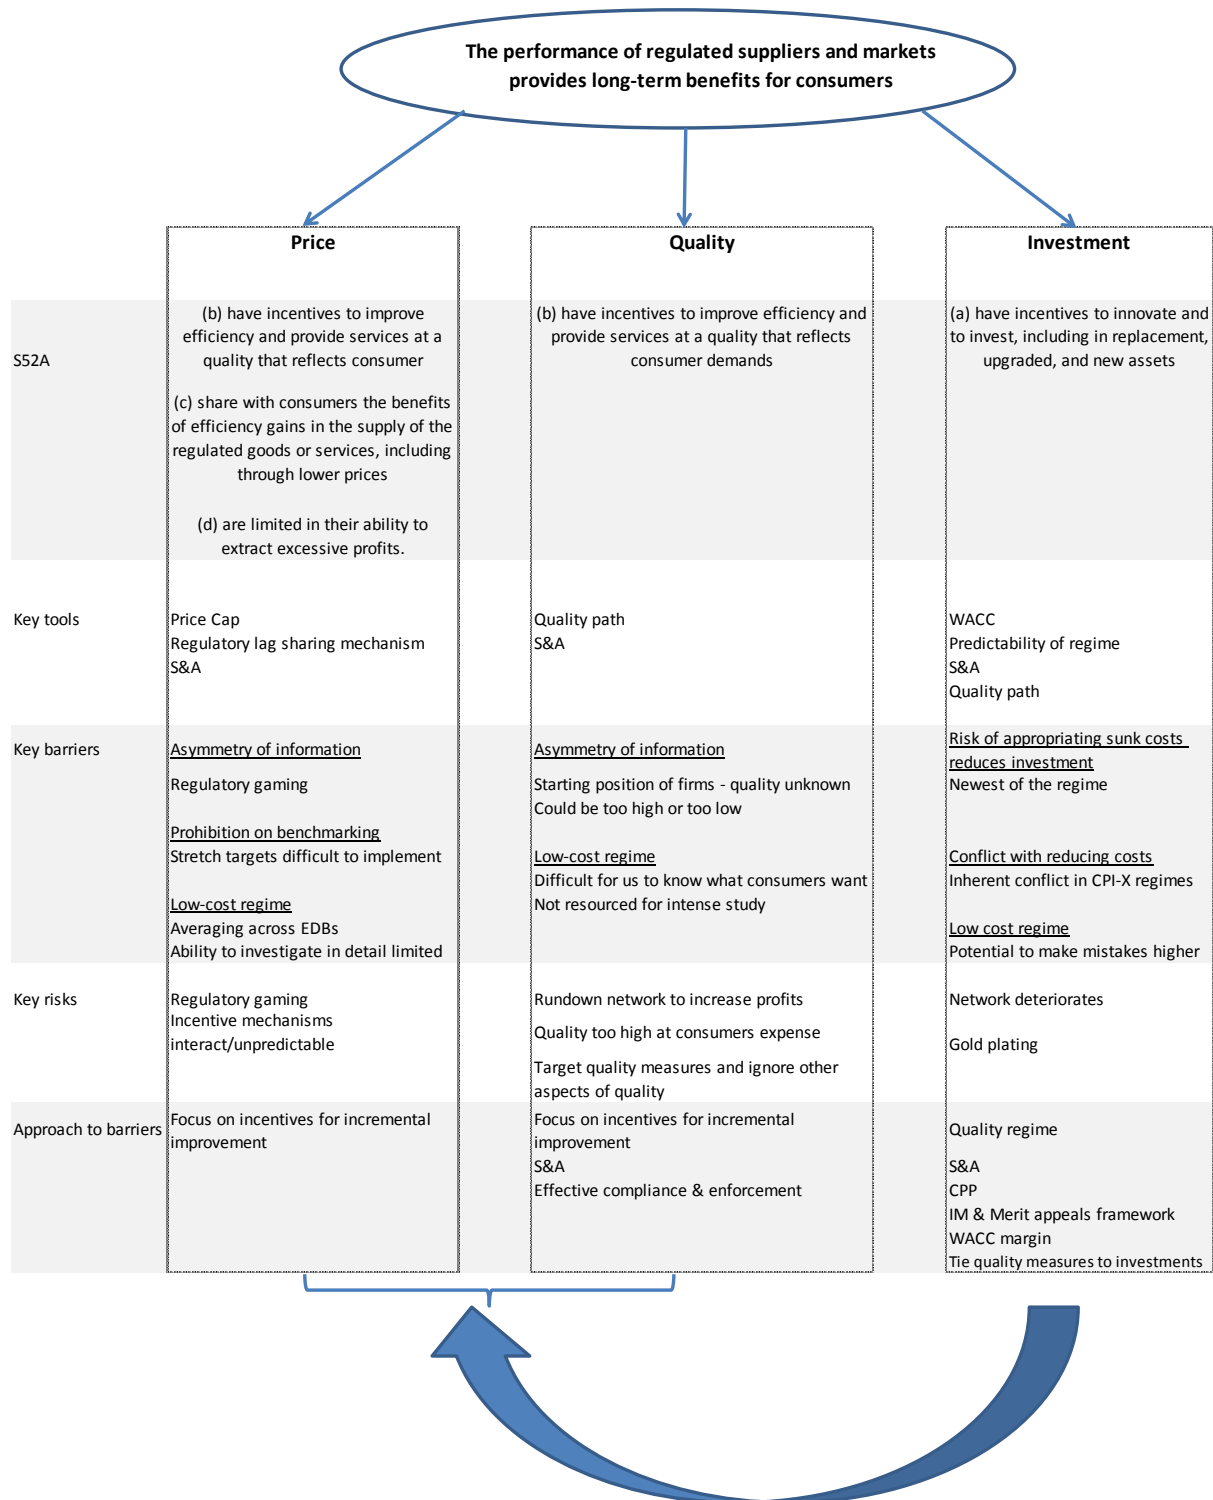 The performance of regulated suppliers and markets
provides long-term benefits for consumers
Price
Quality
Investment
S52A
(b) have incentives to improve
efficiency and provide services at a
quality that reflects consumer
(c) share with consumers the benefits
of efficiency gains in the supply of the
regulated goods or services, including
through lower prices
(d) are limited in their ability to
extract excessive profits.
(b) have incentives to improve efficiency and
provide services at a quality that reflects
consumer demands
(a) have incentives to innovate and
to invest, including in replacement,
upgraded, and new assets
Key tools
Price Cap
Regulatory lag sharing mechanism
S&A
Quality path
S&A
WACC
Predictability of regime
S&A
Quality path
Key barriers
Asymmetry of information
Regulatory gaming
Prohibition on benchmarking
Stretch targets difficult to implement
Low-cost regime
Averaging across EDBs
Ability to investigate in detail limited
Asymmetry of information
Starting position of firms - quality unknown
Could be too high or too low
Low-cost regime
Difficult for us to know what consumers want
Not resourced for intense study
Risk of appropriating sunk costs
reduces investment
Newest of the regime
Conflict with reducing costs
Inherent conflict in CPI-X regimes
Low cost regime
Potential to make mistakes higher
Key risks
Regulatory gaming
Incentive mechanisms
interact/unpredictable
Rundown network to increase profits
Quality too high at consumers expense
Target quality measures and ignore other
aspects of quality
Network deteriorates
Gold plating
Approach to barriers
Focus on incentives for incremental
improvement
Focus on incentives for incremental
improvement
S&A
Effective compliance & enforcement
Quality regime
S&A
CPP
IM & Merit appeals framework
WACC margin
Tie quality measures to investments